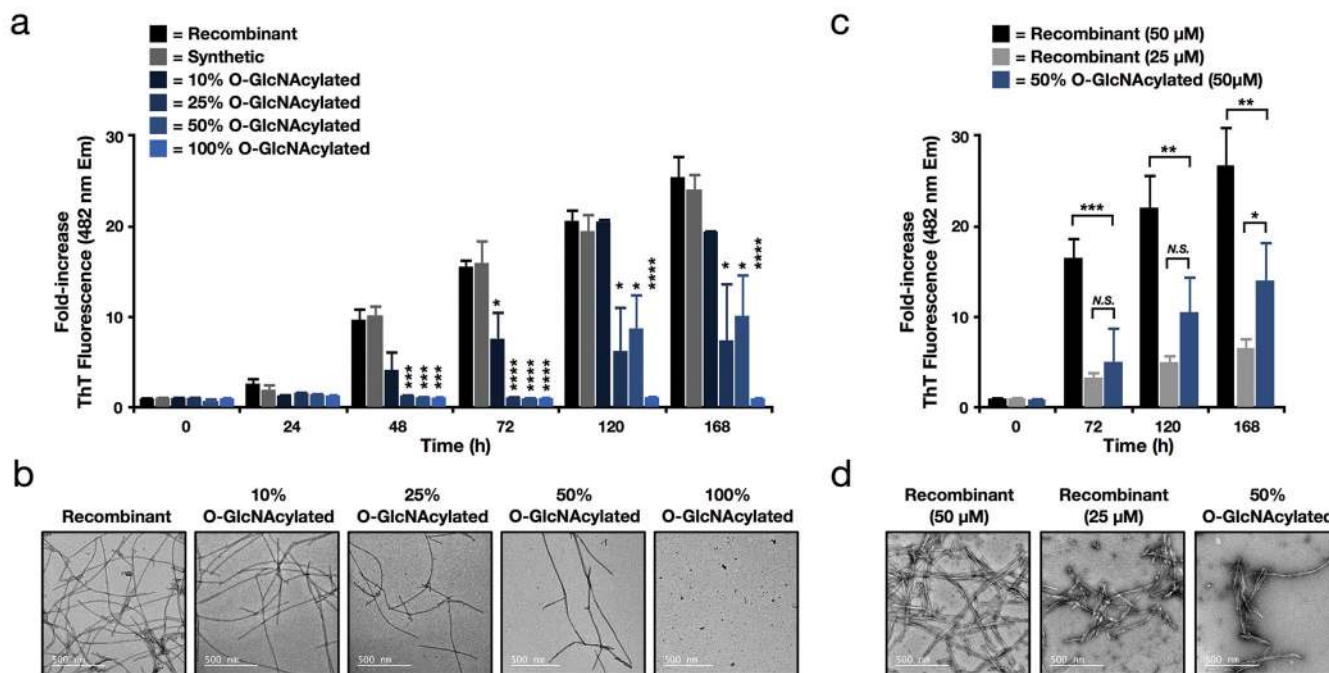 a
= Recombinant
= Synthetic
= 10% O-GlcNAcylated
= 25% O-GlcNAcylated
= 50% O-GlcNAcylated
= 100% O-GlcNAcylated
Fold-increase
ThT Fluorescence (482 nm Em)
30
20
10
0
*
***
***
***
****
****
****
*
*
****
*
*
****
0 24 48 72 120 168
Time (h)
c
= Recombinant (50 µM)
= Recombinant (25 µM)
= 50% O-GlcNAcylated (50µM)
Fold-increase
ThT Fluorescence (482 nm Em)
30
20
10
0
***
N.S.
**
N.S.
**
*
0 72 120 168
Time (h)
b
Recombinant
10%
O-GlcNAcylated
25%
O-GlcNAcylated
50%
O-GlcNAcylated
100%
O-GlcNAcylated
500 nm
500 nm
500 nm
500 nm
500 nm
d
Recombinant
(50 µM)
Recombinant
(25 µM)
50%
O-GlcNAcylated
500 nm
500 nm
500 nm